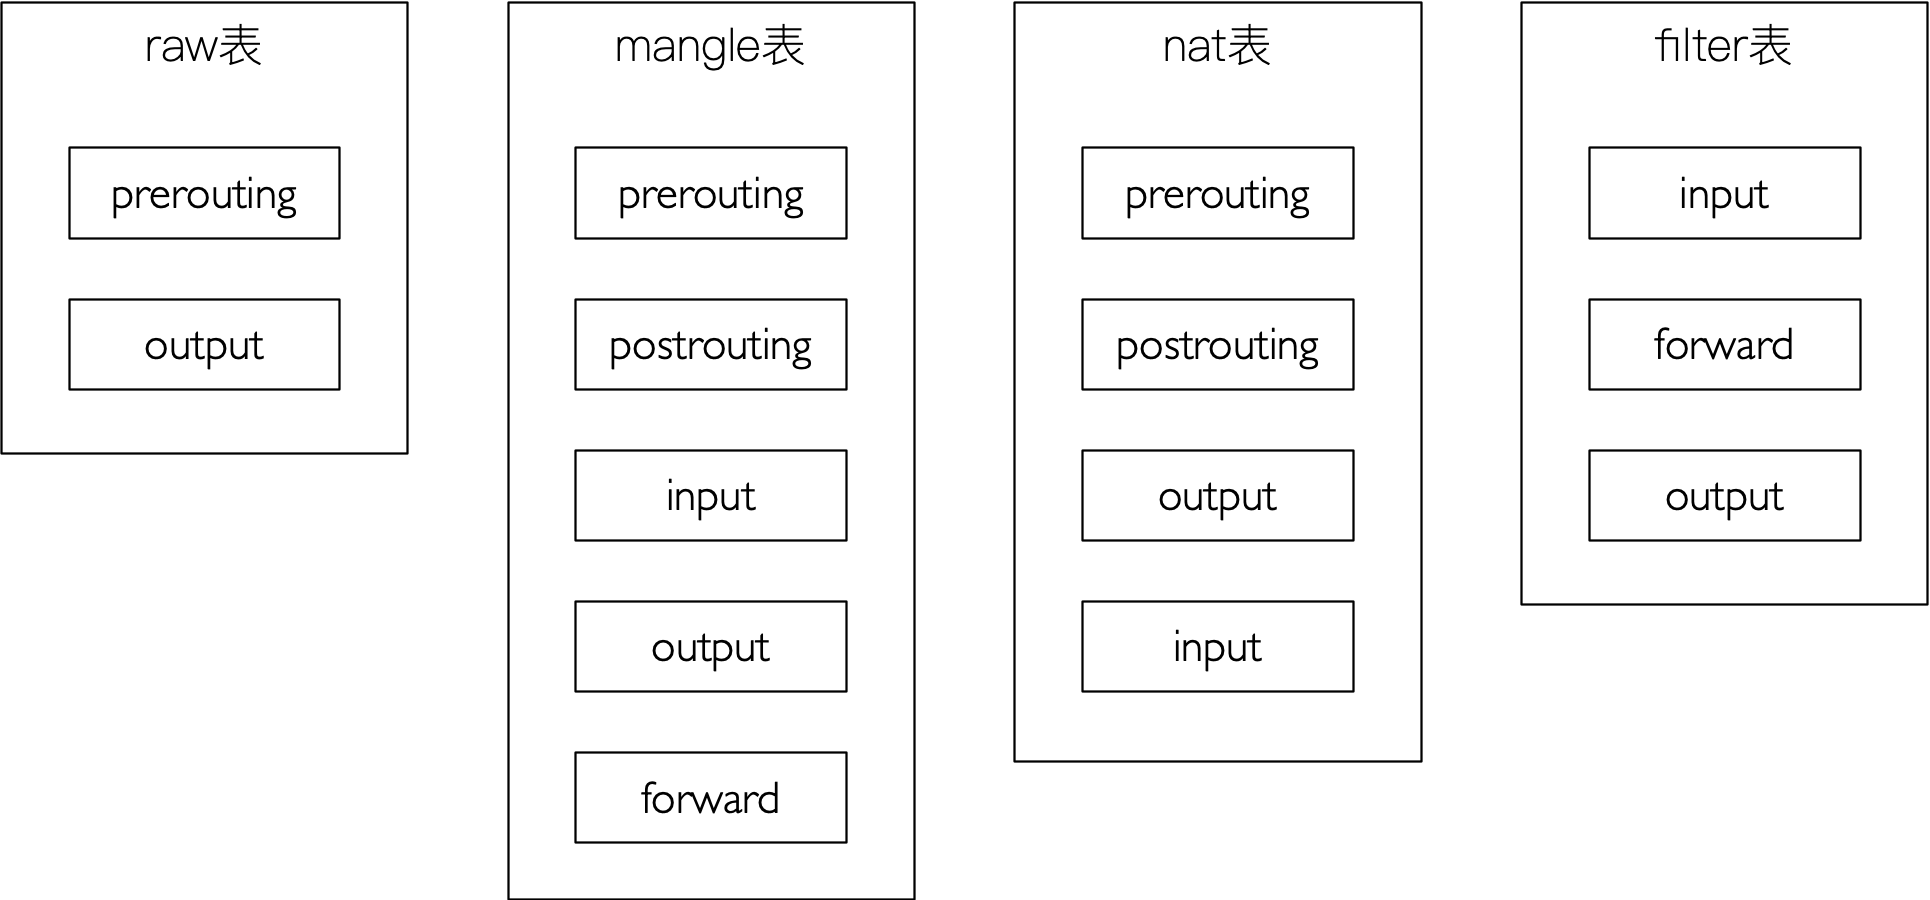 raw表
prerouting
output
mangle表
prerouting
postrouting
input
output
forward
nat表
prerouting
postrouting
output
input
filter表
input
forward
output